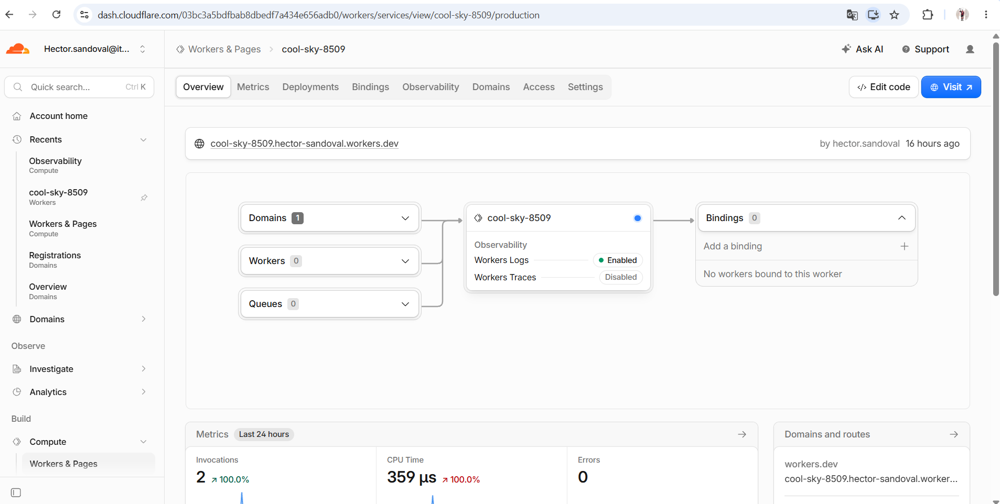 dash.cloudflare.com/03bc3a5bdfbab8dbedf7a434e656adb0/workers/services/view/cool-sky-8509/production
Hector.sandoval@it...
Workers & Pages
cool-sky-8509
Ask AI
Support
Quick search...
Ctrl K
Overview
Metrics
Deployments
Bindings
Observability
Domains
Access
Settings
Edit code
Visit
Account home
Recents
Observability
Compute
cool-sky-8509
Workers
Workers & Pages
Compute
Registrations
Domains
Overview
Domains
Domains
Observe
Investigate
Analytics
Build
Compute
Workers & Pages
cool-sky-8509.hector-sandoval.workers.dev
by hector.sandoval 16 hours ago
Domains 1
Workers 0
Queues 0
cool-sky-8509
Observability
Workers Logs Enabled
Workers Traces Disabled
Bindings 0
Add a binding
No workers bound to this worker
Metrics Last 24 hours
Invocations
2 100.0%
CPU Time
359 µs 100.0%
Errors
0
Domains and routes
workers.dev
cool-sky-8509.hector-sandoval.worker...